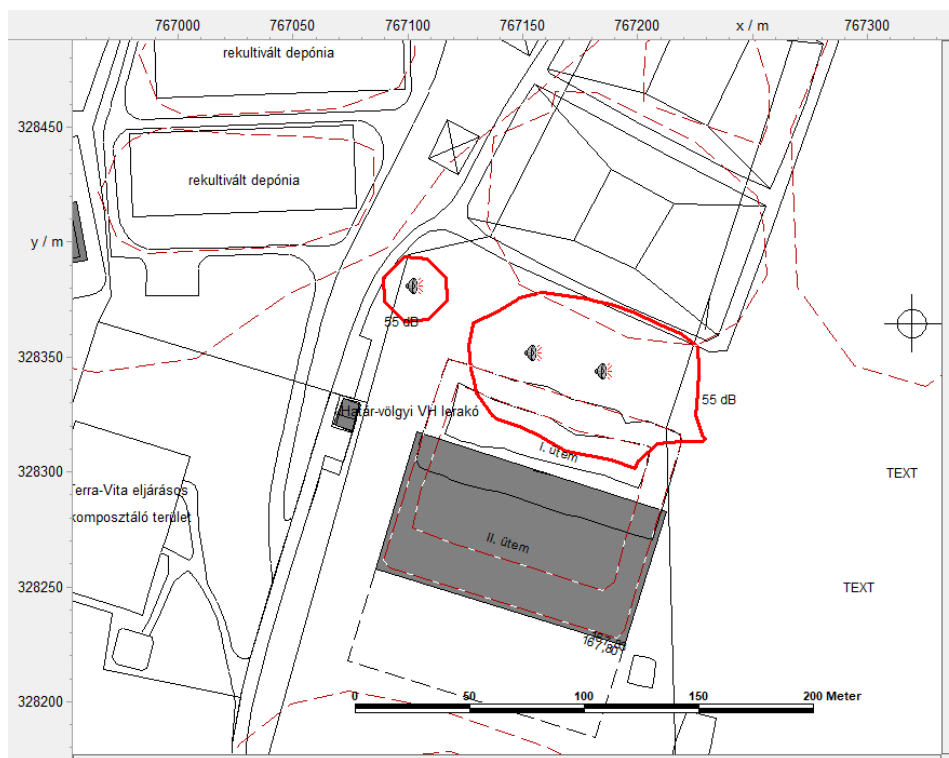 767000 767050 767100 767150 767200 x / m 767300
rekultivált depónia
328450
rekultivált depónia
y / m
55 dB
328350
55 dB
Határ-völgyi VH lerakó
I. ütem
328300
TEXT
Terra-Vita eljárásos
komposztáló terület
II. ütem
328250
TEXT
167,80
328200
0 50 100 150 200 Meter